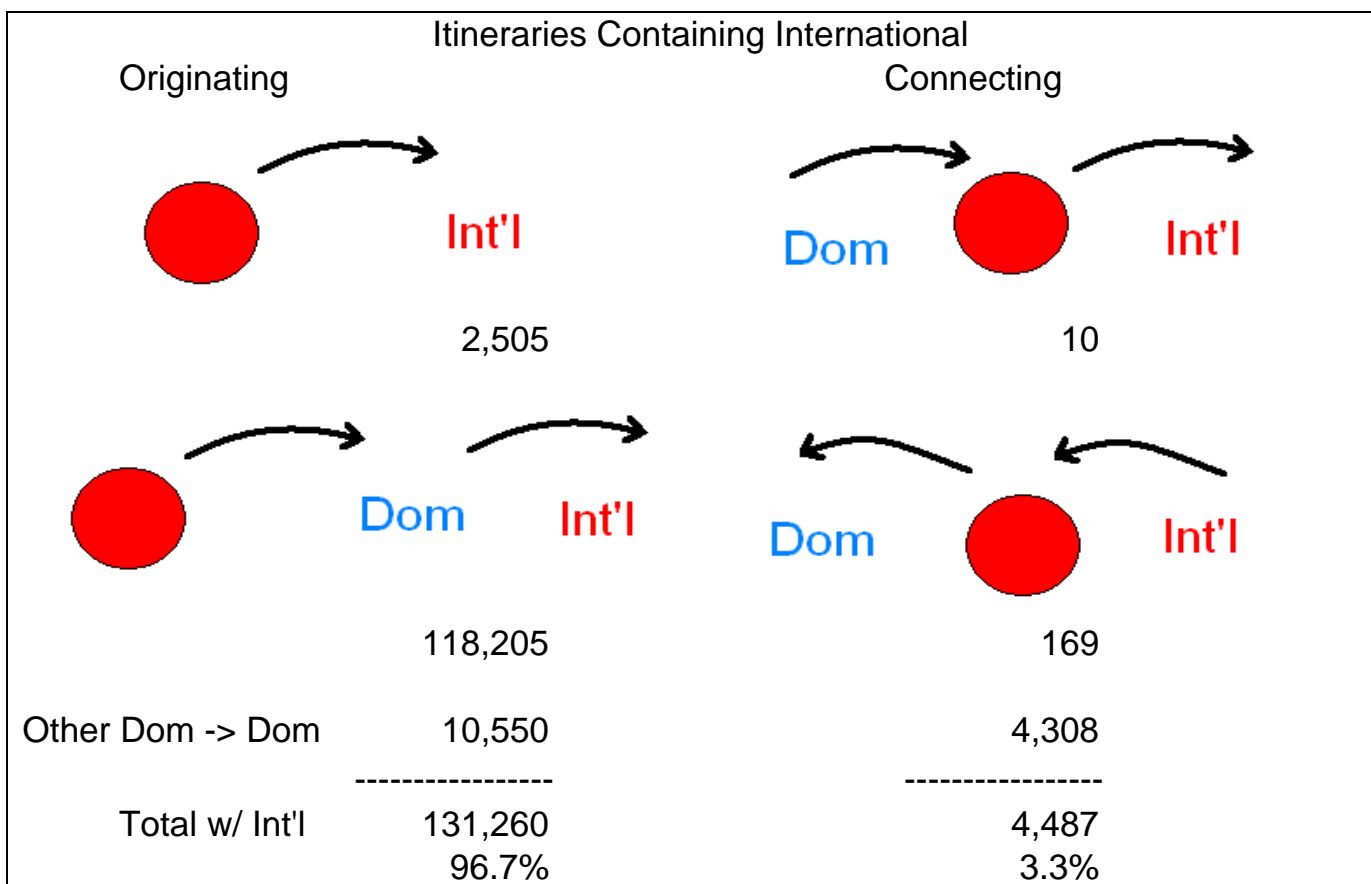 Itineraries Containing International
Originating Connecting
Int'l
Dom Int'l
2,505 10
Dom Int'l
Dom Int'l
118,205 169
Other Dom -> Dom 10,550 4,308
----------------- -----------------
Total w/ Int'l 131,260 4,487
96.7% 3.3%